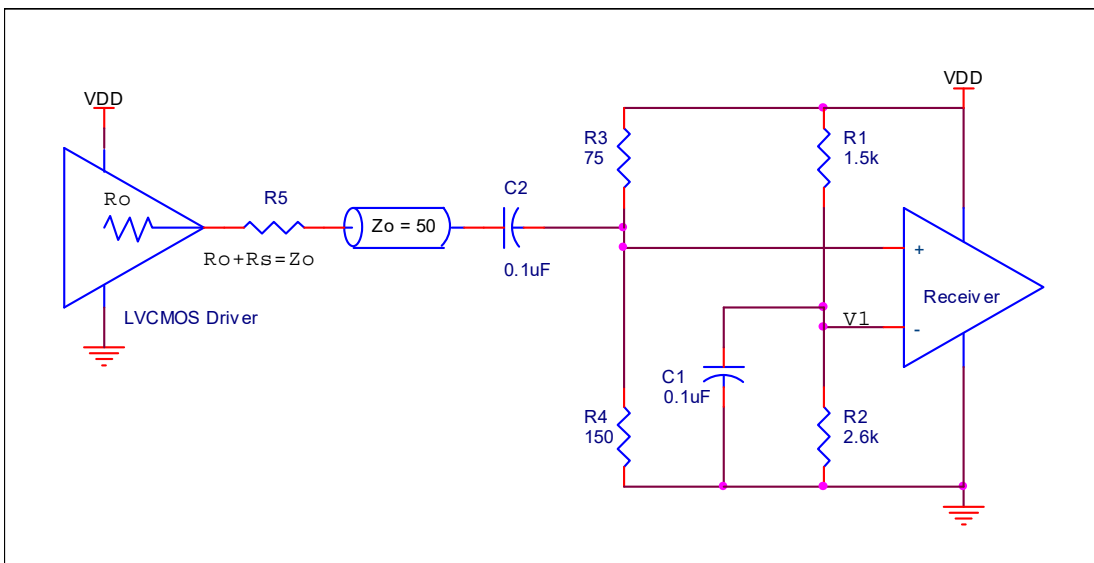 VDD
Ro
R5
Ro+Rs=Zo
LVCMOS Driver
Zo = 50
C2
0.1uF
R3
75
R4
150
VDD
R1
1.5k
V1
C1
0.1uF
R2
2.6k
+
-
Receiver